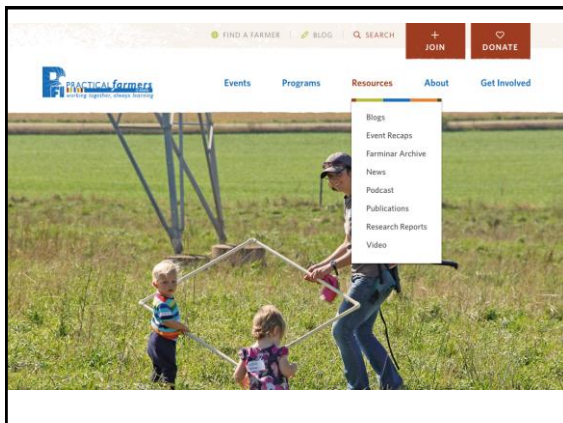 FIND A FARMER
BLOG
SEARCH
JOIN
DONATE
PFI PRACTICAL farmers
working together, always learning
Events
Programs
Resources
About
Get Involved
Blogs
Event Recaps
Farminar Archive
News
Podcast
Publications
Research Reports
Video